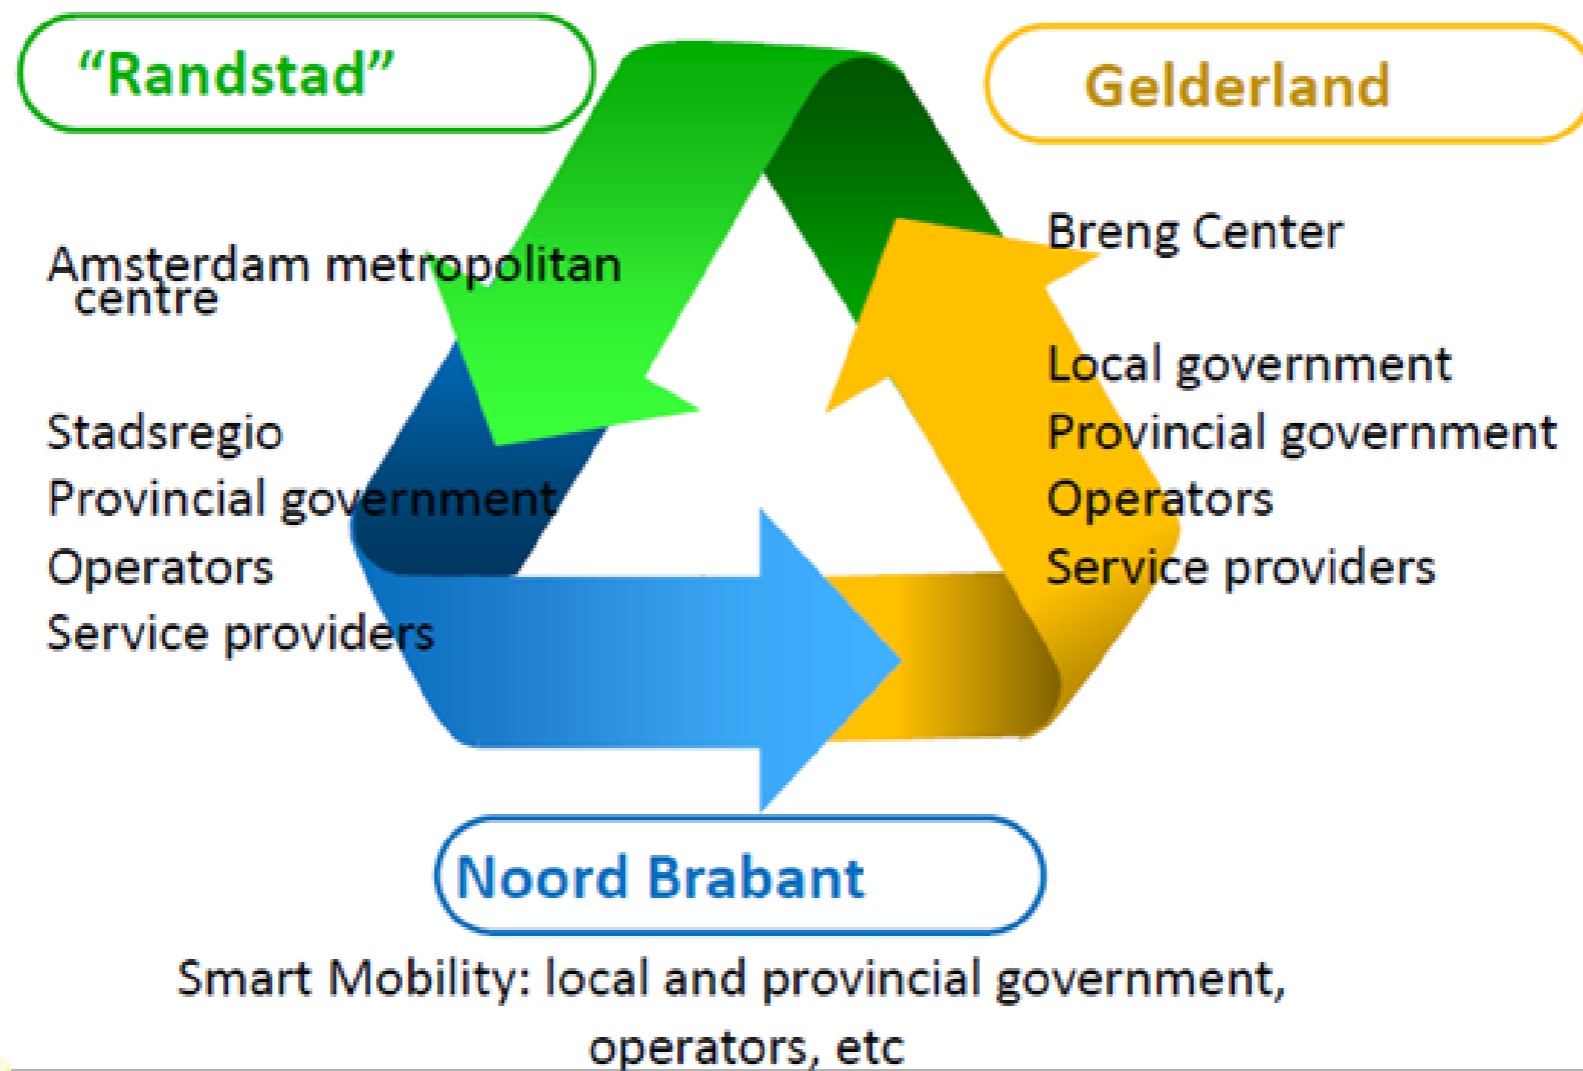 “Randstad”
Amsterdam metropolitan
centre
Stadsregio
Provincial government
Operators
Service providers
Gelderland
Breng Center
Local government
Provincial government
Operators
Service providers
Noord Brabant
Smart Mobility: local and provincial government,
operators, etc